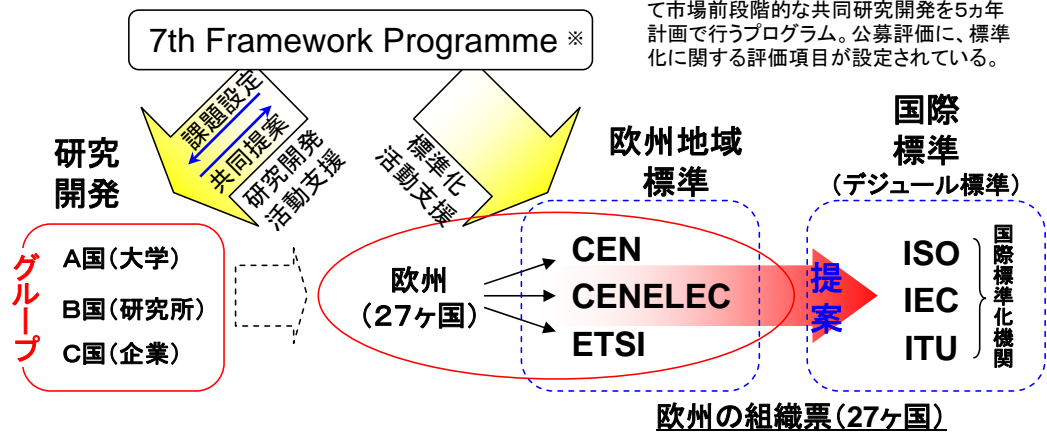 て市場前段階的な共同研究開発を5ヵ年
計画で行うプログラム。公募評価に、標準
化に関する評価項目が設定されている。
7th Framework Programme ※
課題設定
共同提案
研究開発
活動支援
標準化
活動支援
研究
開発
欧州地域
標準
国際
標準
(デジュール標準)
グループ
A国(大学)
B国(研究所)
C国(企業)
欧州
(27ヶ国)
CEN
CENELEC
ETSI
提案
ISO
IEC
ITU
国際標準化機関
欧州の組織票(27ヶ国)